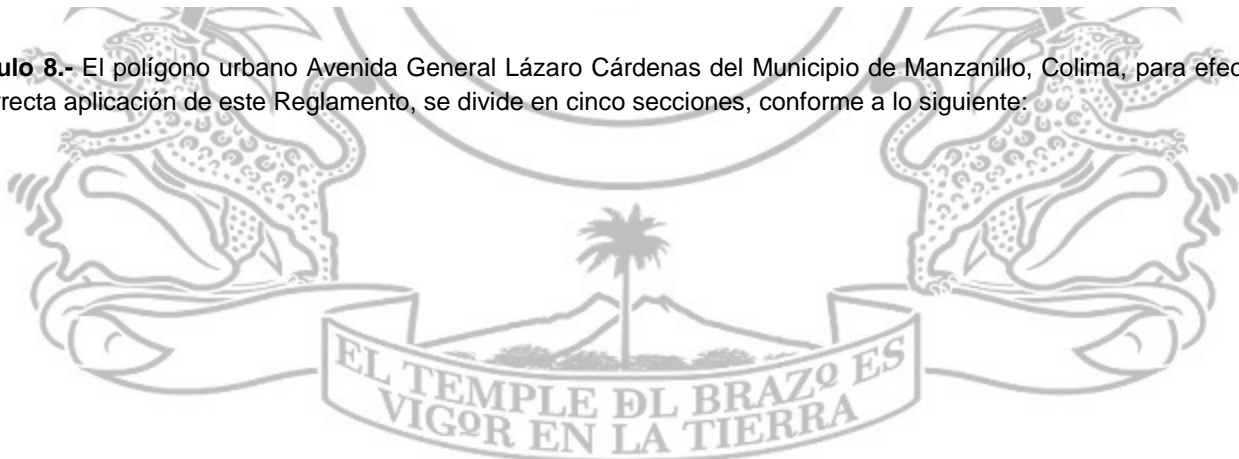 ulo 8.- El polígono urbano Avenida General Lázaro Cárdenas del Municipio de Manzanillo, Colima, para efec
rrecta aplicación de este Reglamento, se divide en cinco secciones, conforme a lo siguiente:
EL TEMPLE DL BRAZO ES
VIGOR EN LA TIERRA